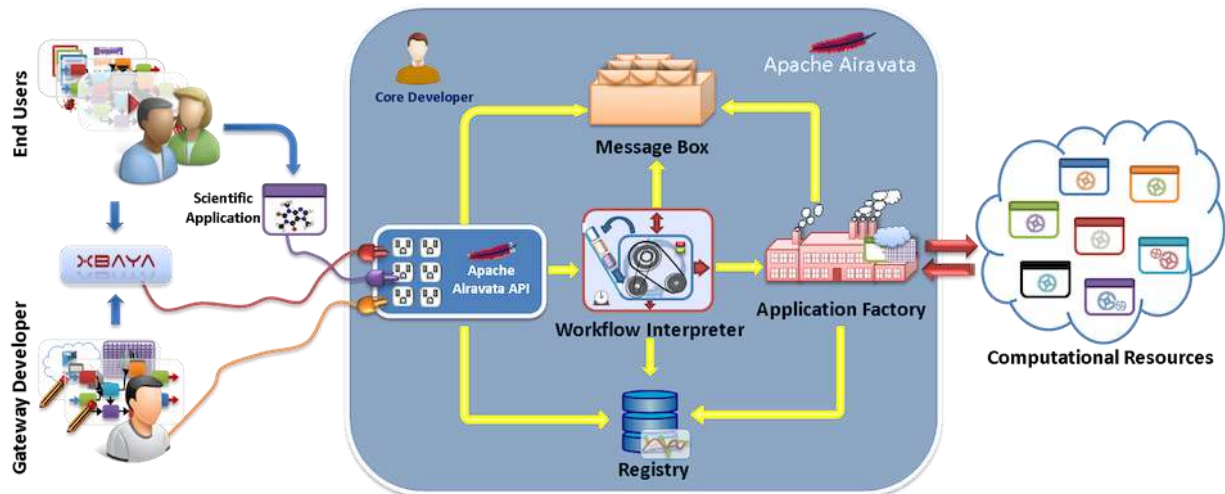 End Users
Gateway Developer
Scientific
Application
XBAYA
Core Developer
Apache Airavata
Message Box
Apache
Airavata API
Workflow Interpreter
Application Factory
Registry
Computational Resources